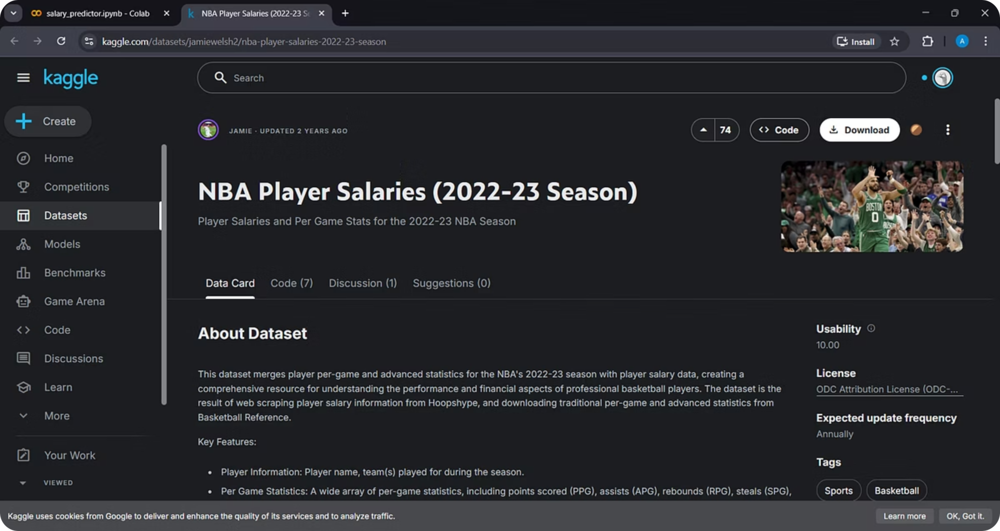 salary_predictor.ipynb - Colab
NBA Player Salaries (2022-23 S
kaggle.com/datasets/jamiewelsh2/nba-player-salaries-2022-23-season
Install
A
kaggle
Search
Create
Home
Competitions
Datasets
Models
Benchmarks
Game Arena
Code
Discussions
Learn
More
Your Work
VIEWED
JAMIE · UPDATED 2 YEARS AGO
74
<> Code
Download
NBA Player Salaries (2022-23 Season)
Player Salaries and Per Game Stats for the 2022-23 NBA Season
BOSTON
0
Data Card
Code (7)
Discussion (1)
Suggestions (0)
About Dataset
This dataset merges player per-game and advanced statistics for the NBA's 2022-23 season with player salary data, creating a
comprehensive resource for understanding the performance and financial aspects of professional basketball players. The dataset is the
result of web scraping player salary information from Hoopshype, and downloading traditional per-game and advanced statistics from
Basketball Reference.
Key Features:
• Player Information: Player name, team(s) played for during the season.
• Per Game Statistics: A wide array of per-game statistics, including points scored (PPG), assists (APG), rebounds (RPG), steals (SPG),
Usability
10.00
License
ODC Attribution License (ODC-...
Expected update frequency
Annually
Tags
Sports
Basketball
Kaggle uses cookies from Google to deliver and enhance the quality of its services and to analyze traffic.
Learn more
OK, Got it.